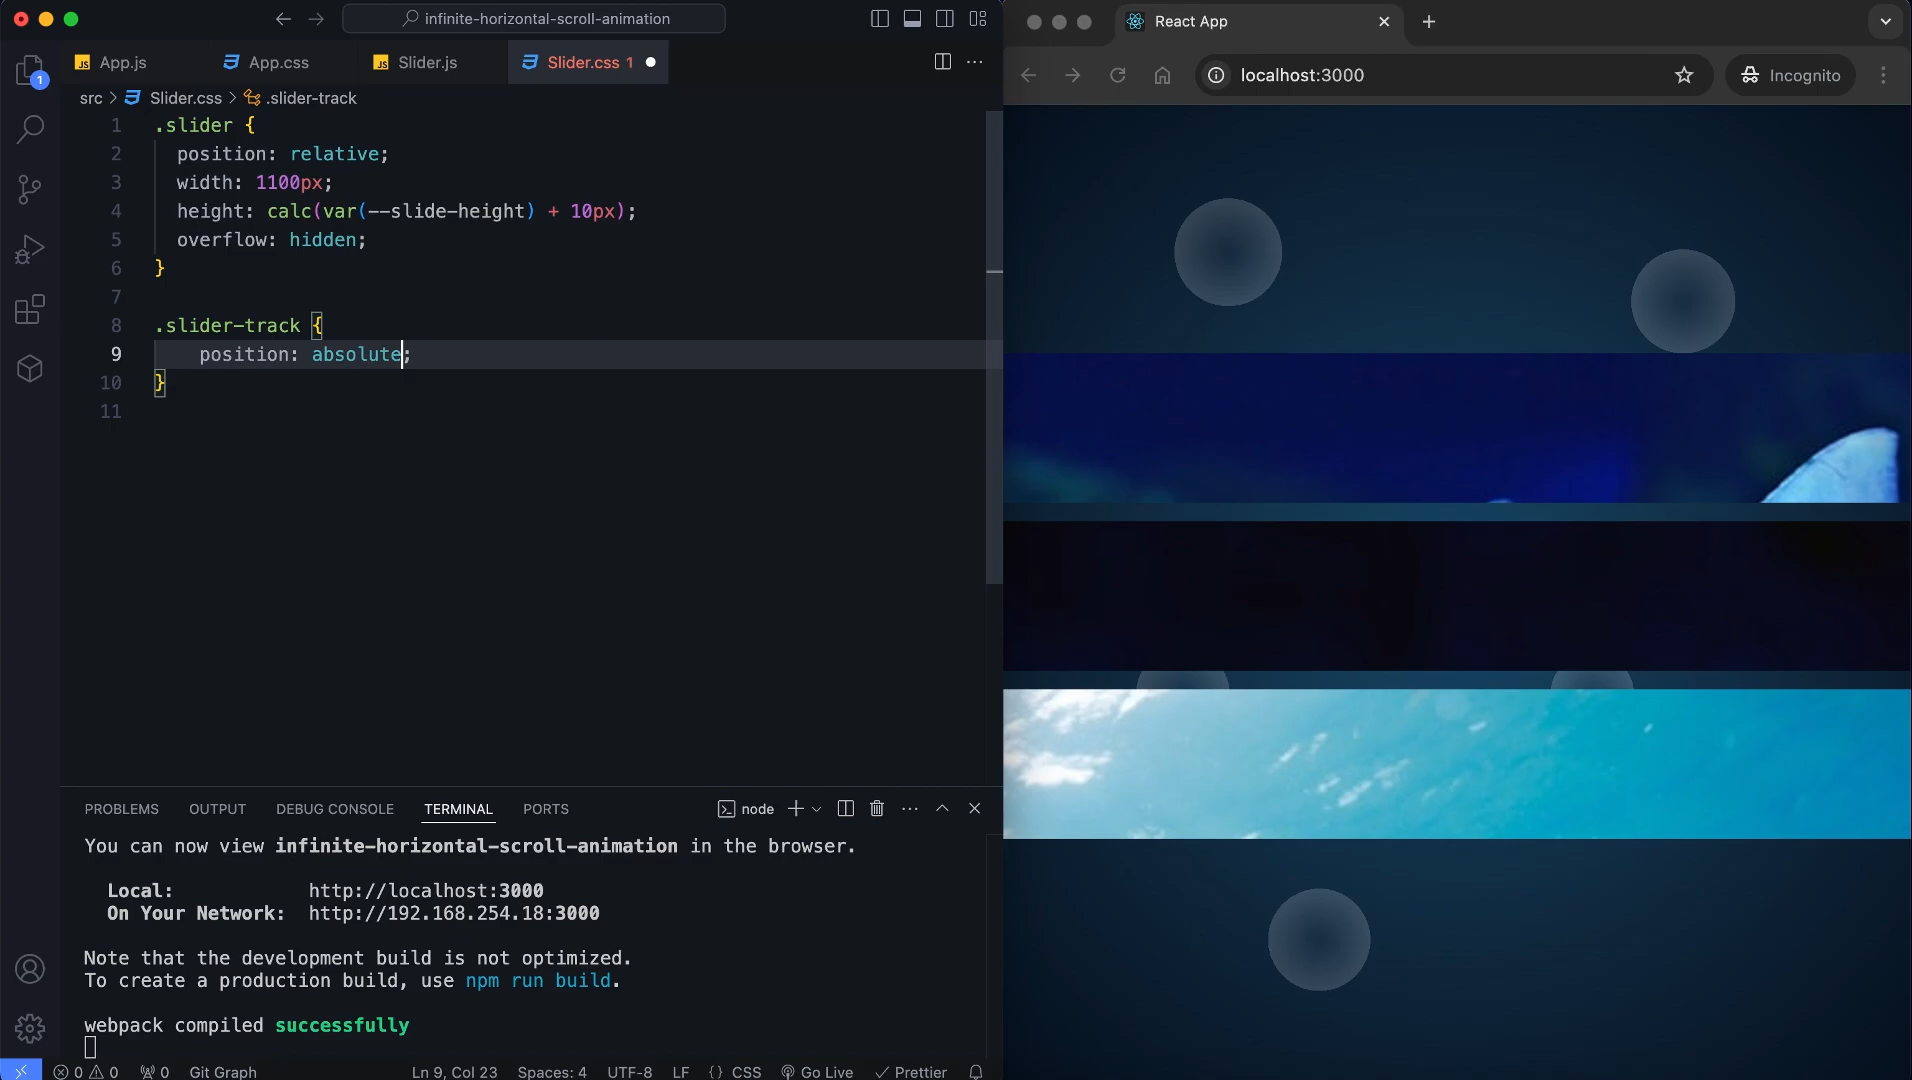 infinite-horizontal-scroll-animation
App.js
App.css
Slider.js
Slider.css 1
src > Slider.css > .slider-track
1 .slider {
2 position: relative;
3 width: 1100px;
4 height: calc(var(--slide-height) + 10px);
5 overflow: hidden;
6 }
7
8 .slider-track {
9 position: absolute;
10 }
11
PROBLEMS OUTPUT DEBUG CONSOLE TERMINAL PORTS
node
You can now view infinite-horizontal-scroll-animation in the browser.
Local: http://localhost:3000
On Your Network: http://192.168.254.18:3000
Note that the development build is not optimized.
To create a production build, use npm run build.
webpack compiled successfully
0 0 0 Git Graph Ln 9, Col 23 Spaces: 4 UTF-8 LF {} CSS Go Live Prettier
1
React App
localhost:3000
Incognito